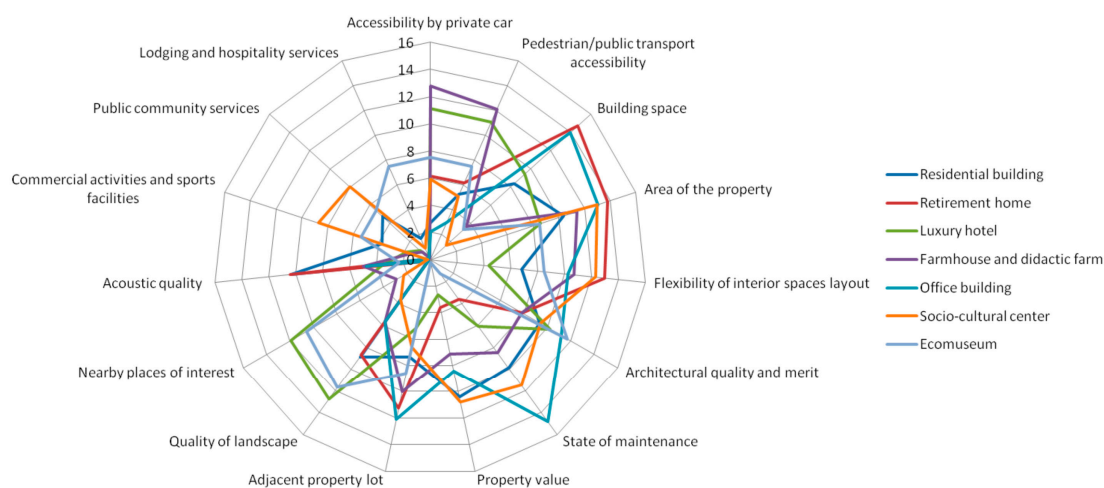 Accessibility by private car
Pedestrian/public transport
accessibility
Building space
Area of the property
Flexibility of interior spaces layout
Architectural quality and merit
State of maintenance
Property value
Adjacent property lot
Quality of landscape
Nearby places of interest
Acoustic quality
Commercial activities and sports
facilities
Public community services
Lodging and hospitality services
16
14
12
10
8
6
4
2
0
Residential building
Retirement home
Luxury hotel
Farmhouse and didactic farm
Office building
Socio-cultural center
Ecomuseum